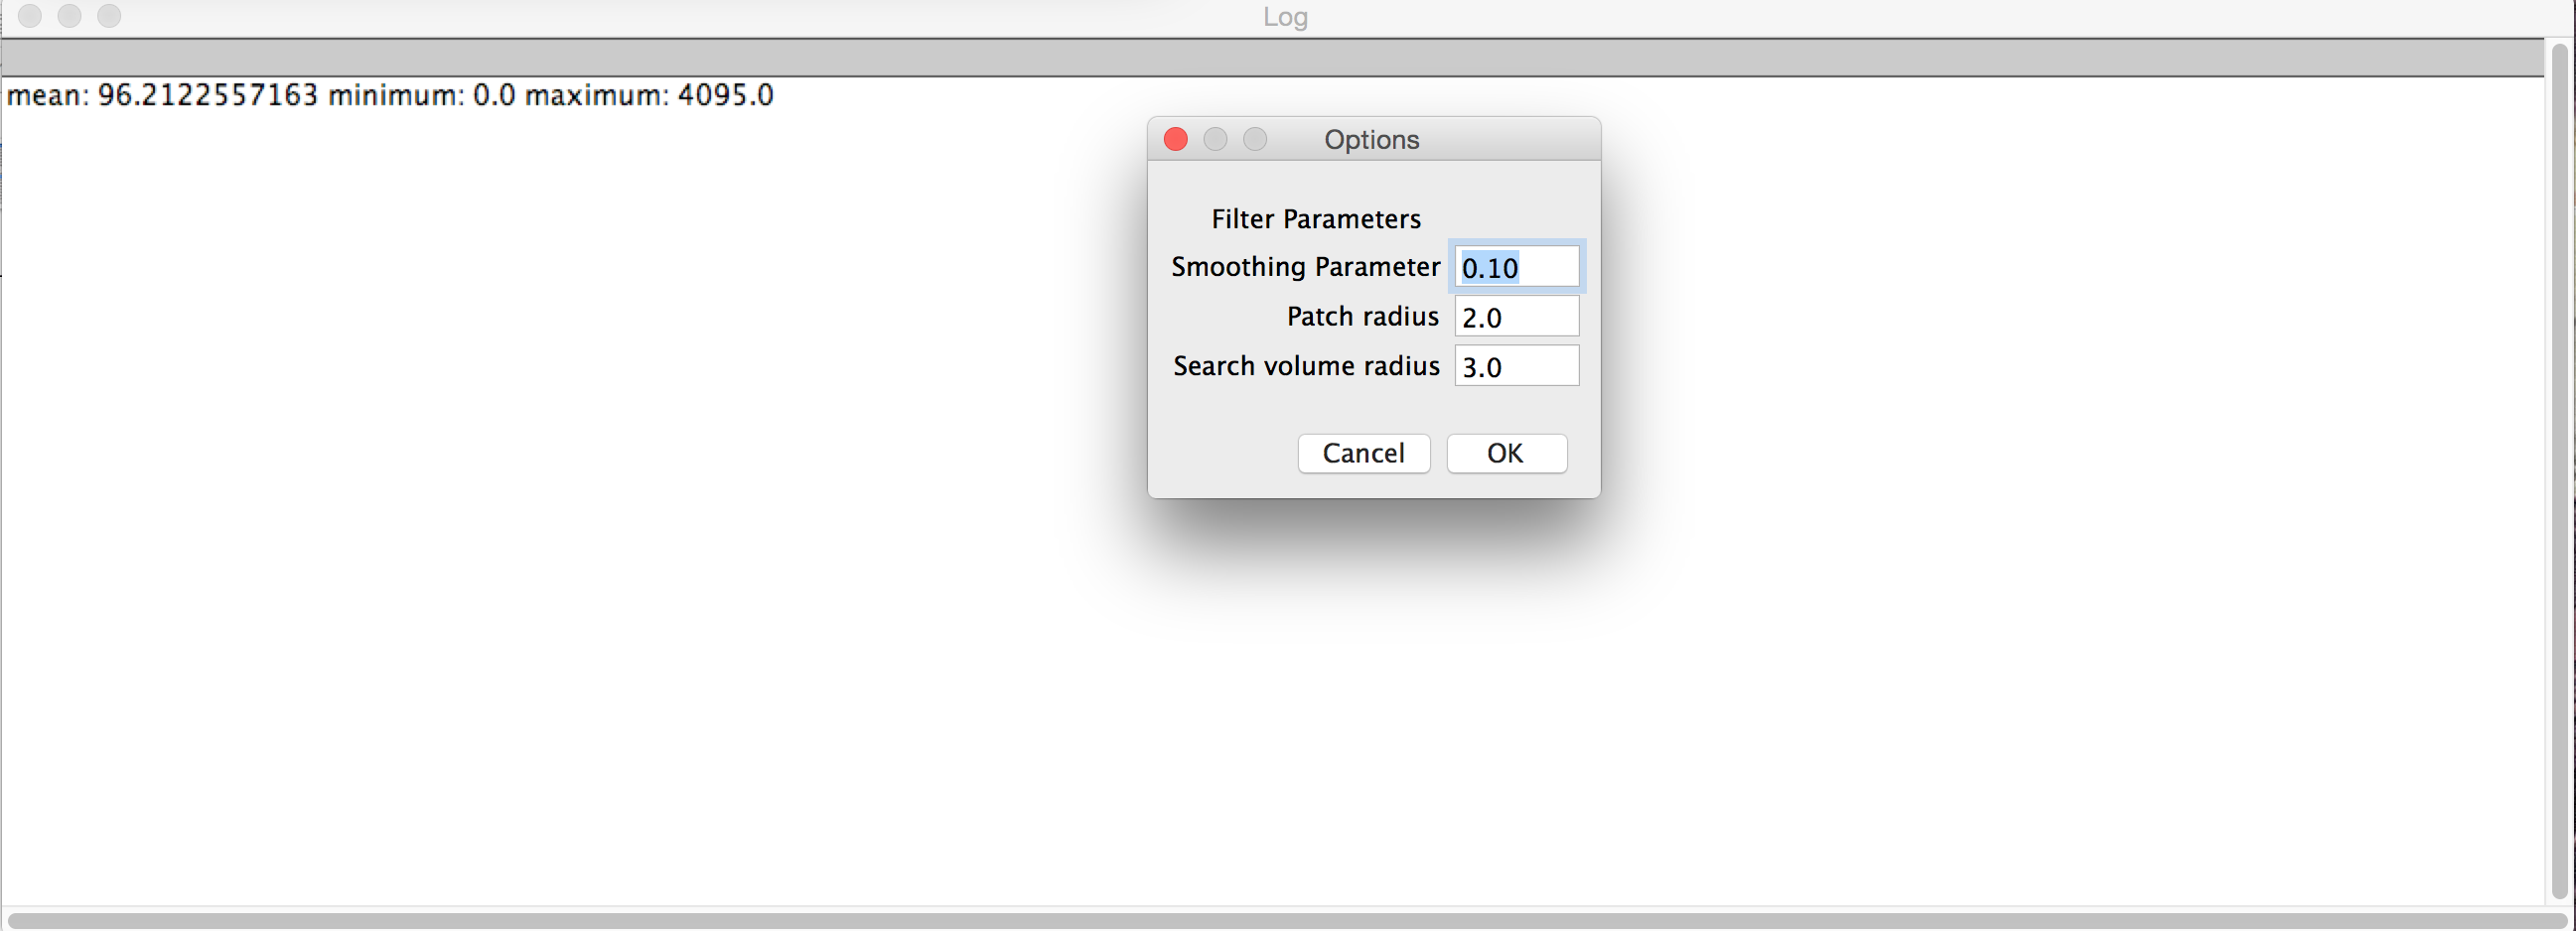 Log
mean: 96.2122557163 minimum: 0.0 maximum: 4095.0
Options
Filter Parameters
Smoothing Parameter 0.10
Patch radius 2.0
Search volume radius 3.0
Cancel OK